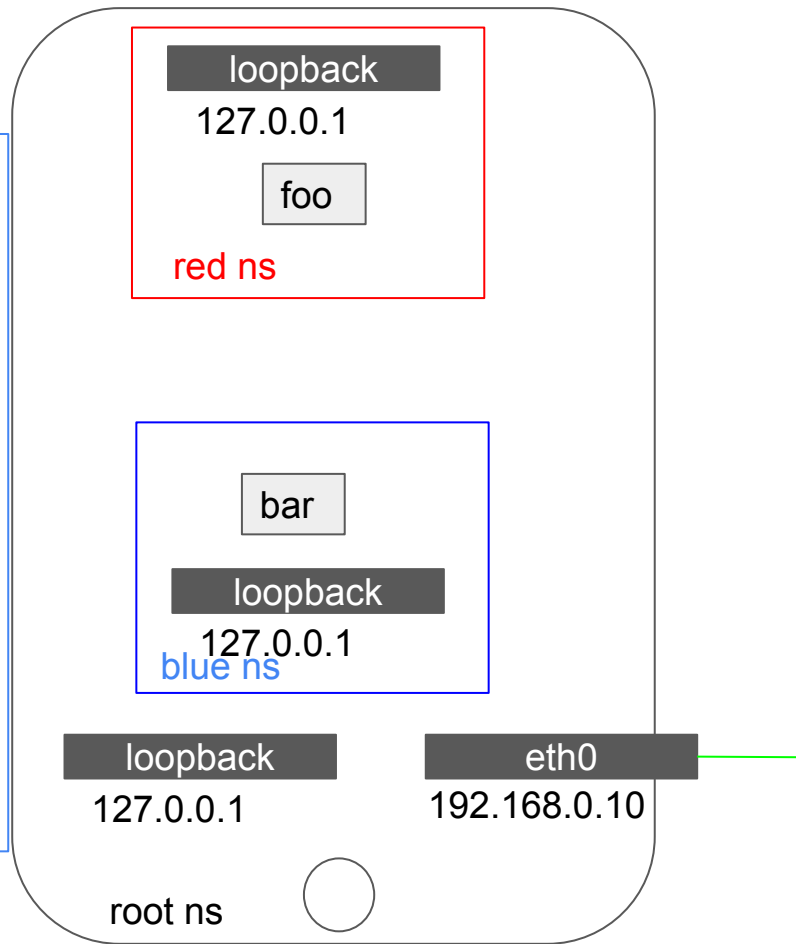 loopback
127.0.0.1
foo
red ns
bar
loopback
127.0.0.1
blue ns
loopback
127.0.0.1
eth0
192.168.0.10
root ns